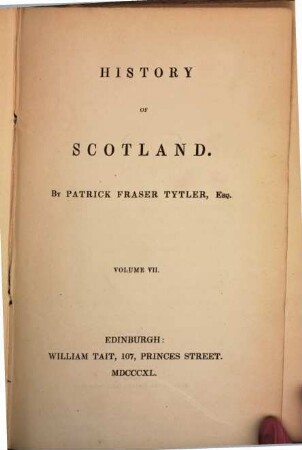 HISTORY
OF
SCOTLAND.
BY PATRICK FRASER TYTLER, ESQ.
VOLUME VII.
EDINBURGH:
WILLIAM TAIT, 107, PRINCES STREET.
MDCCCXL.